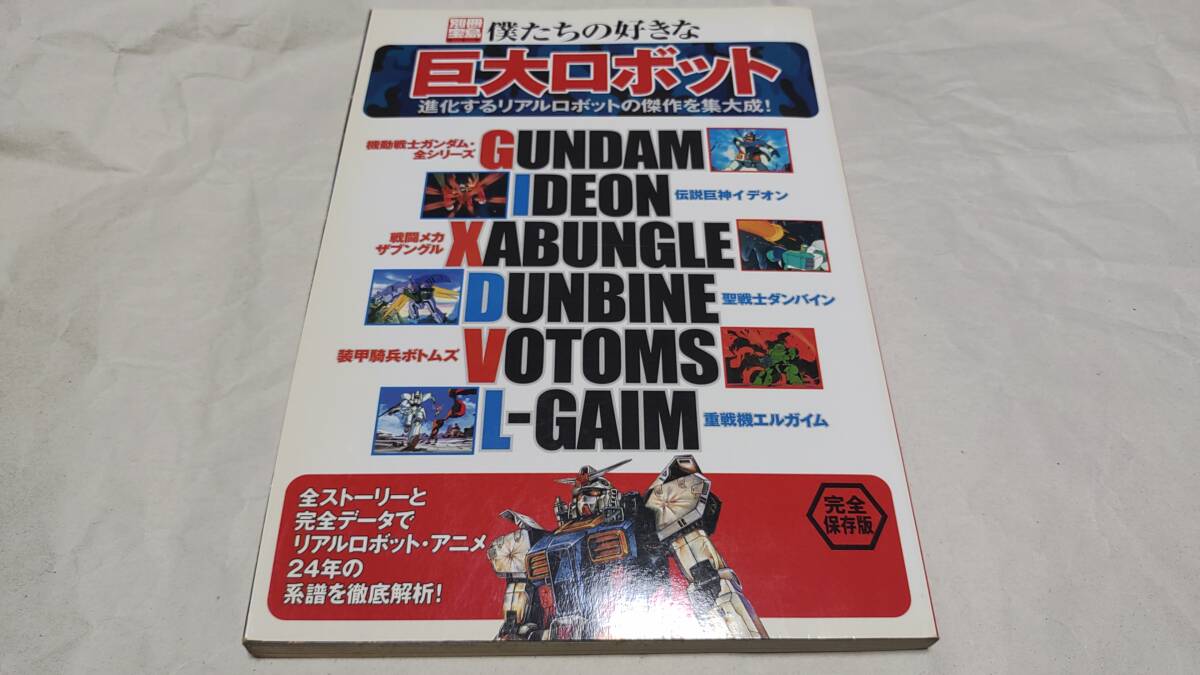 別冊
宝島
僕たちの好きな
巨大ロボット
進化するリアルロボットの傑作を集大成!
機動戦士ガンダム・
全シリーズ
GUNDAM
IDEON
伝説巨神イデオン
戦闘メカ
ザブングル
XABUNGLE
DUNBINE
聖戦士ダンバイン
装甲騎兵ボトムズ
VOTOMS
L-GAIM
重戦機エルガイム
全ストーリーと
完全データで
リアルロボット・アニメ
24年の
系譜を徹底解析!
完全
保存版